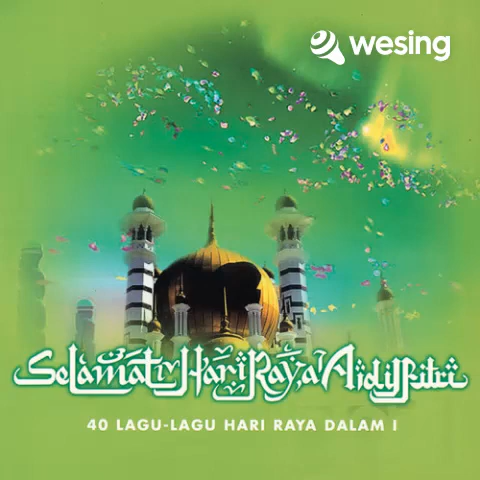 wesing
Selamat Hari Raya Aidilfitri
40 LAGU-LAGU HARI RAYA DALAM I